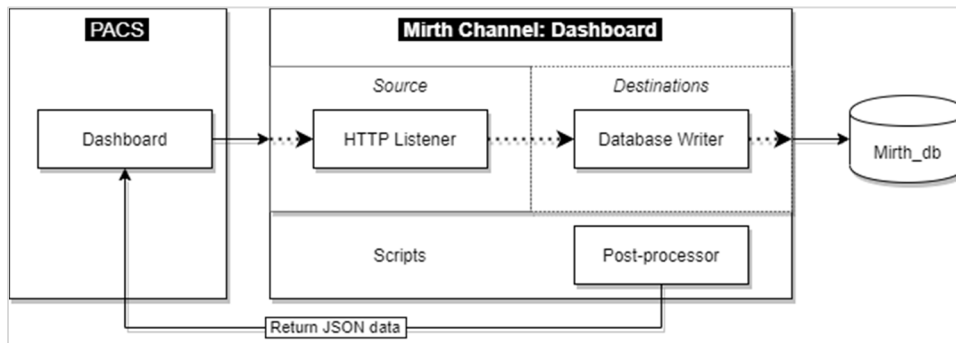 PACS
Mirth Channel: Dashboard
Source
Destinations
Dashboard
HTTP Listener
Database Writer
Mirth_db
Scripts
Post-processor
Return JSON data